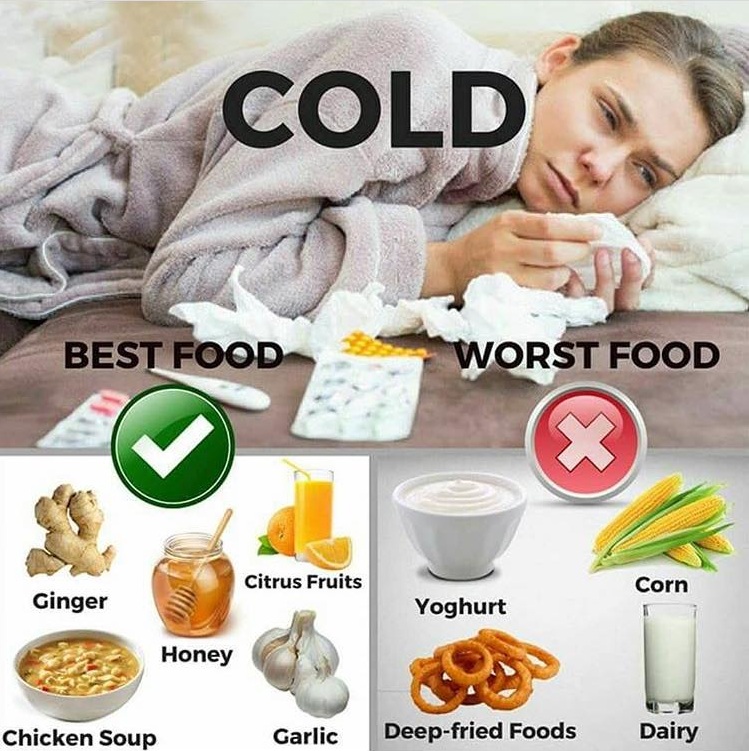 COLD
BEST FOOD
WORST FOOD
Ginger
Honey
Citrus Fruits
Chicken Soup
Garlic
Yoghurt
Corn
Deep-fried Foods
Dairy